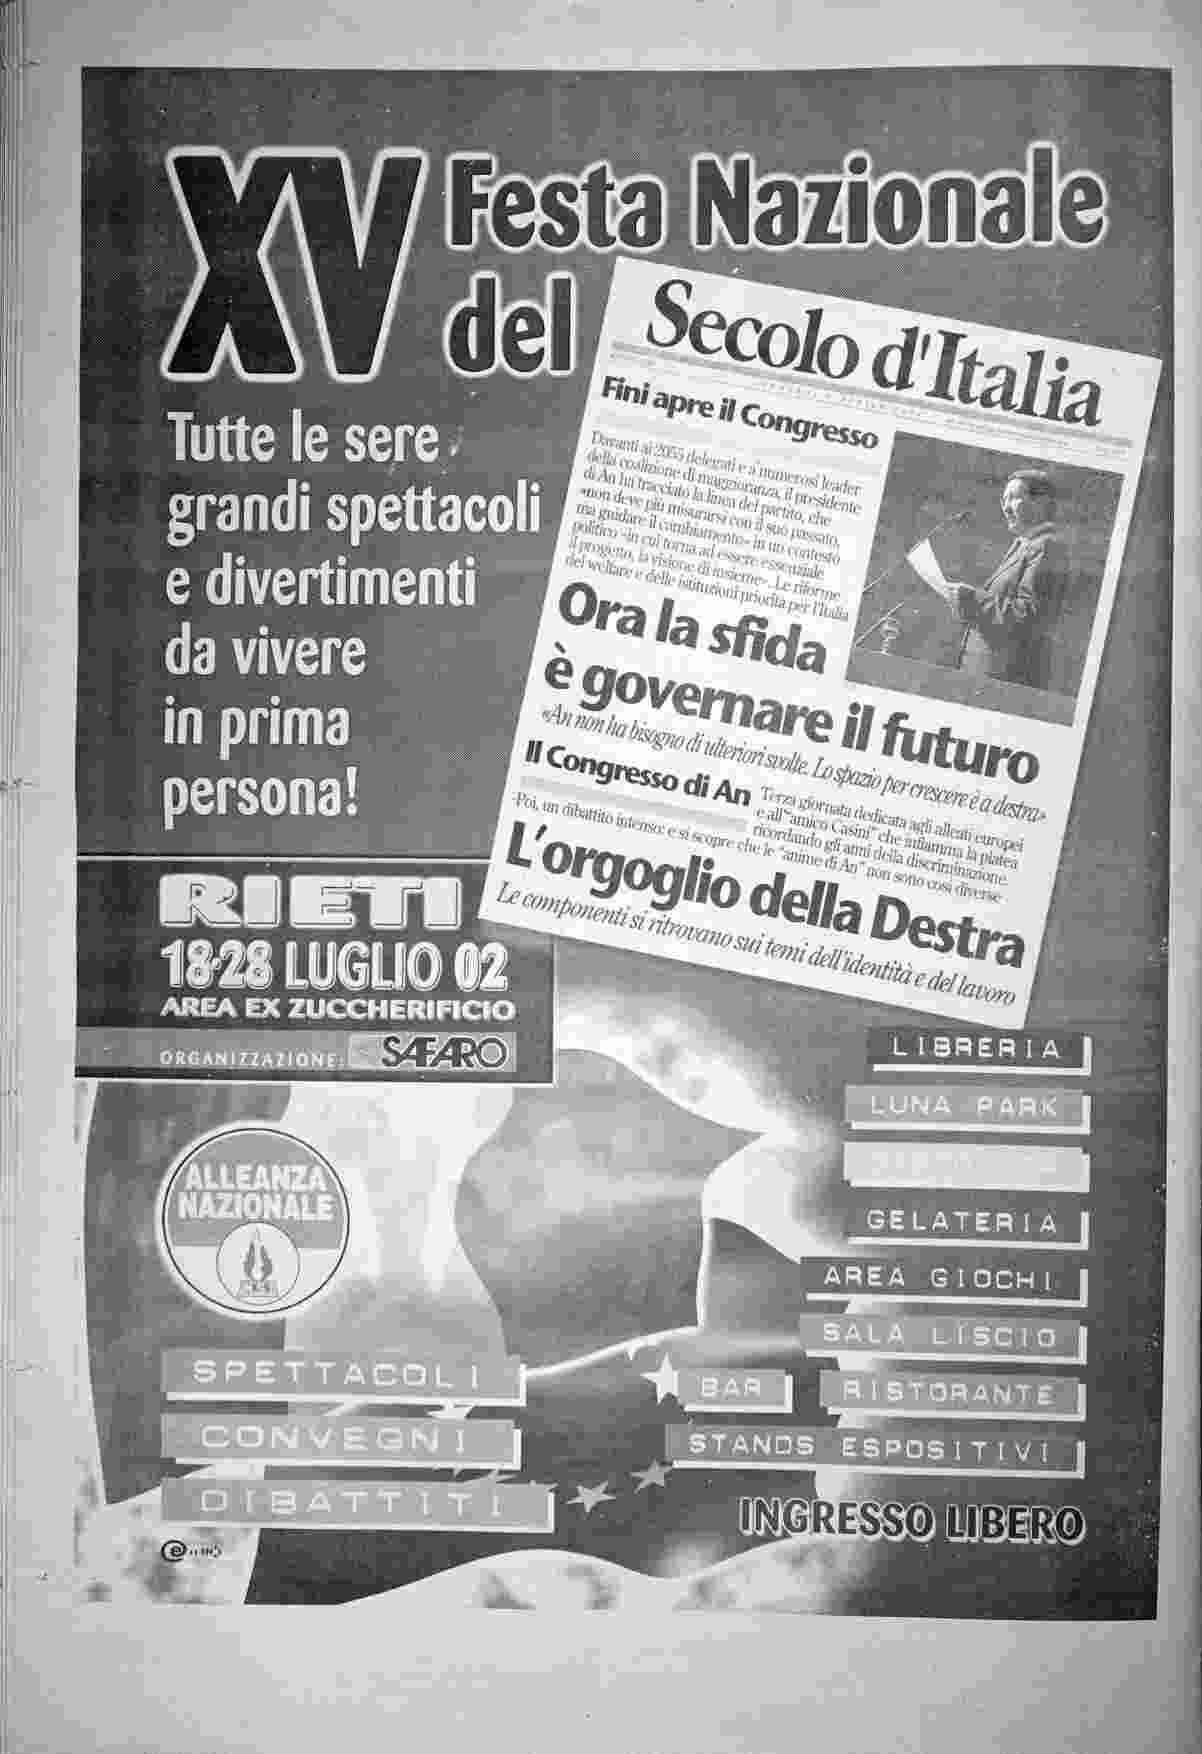 XV Festa Nazionale
del
Secolo d'Italia
Fini apre il Congresso
Davanti ai 2055 delegati e a numerosi leader
della coalizione di maggioranza, il presidente
di An ha tracciato la linea del partito, che
«non deve più misurarsi con il suo passato,
ma guidare il cambiamento» in un contesto
politico «in cui torna ad essere essenziale
il progetto, la visione di insieme». Le riforme
del welfare e delle istituzioni priorità per l'Italia
Ora la sfida
è governare il futuro
«An non ha bisogno di ulteriori svolte. Lo spazio per crescere è a destra»
Il Congresso di An
Terza giornata dedicata agli alleati europei
e all'"amico Casini" che infiamma la platea
ricordando gli anni della discriminazione.
Poi, un dibattito intenso: e si scopre che le "anime di An" non sono così diverse
L'orgoglio della Destra
Le componenti si ritrovano sui temi dell'identità e del lavoro
Tutte le sere
grandi spettacoli
e divertimenti
da vivere
in prima
persona!
RIETI
18-28 LUGLIO 02
AREA EX ZUCCHERIFICIO
ORGANIZZAZIONE: SAFARO
ALLEANZA
NAZIONALE
SPETTACOLI
CONVEGNI
DIBATTITI
LIBRERIA
LUNA PARK
GELATERIA
AREA GIOCHI
SALA LISCIO
BAR RISTORANTE
STANDS ESPOSITIVI
INGRESSO LIBERO